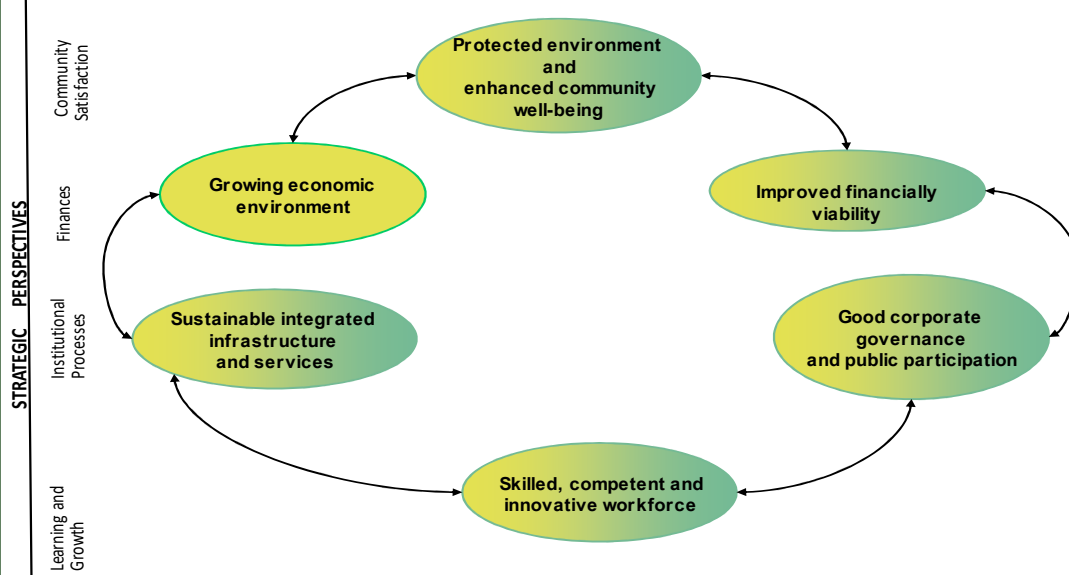 STRATEGIC PERSPECTIVES
Community
Satisfaction
Protected environment
and
enhanced community
well-being
Finances
Growing economic
environment
Improved financially
viability
Institutional
Processes
Sustainable integrated
infrastructure
and services
Good corporate
governance
and public participation
Learning and
Growth
Skilled, competent and
innovative workforce